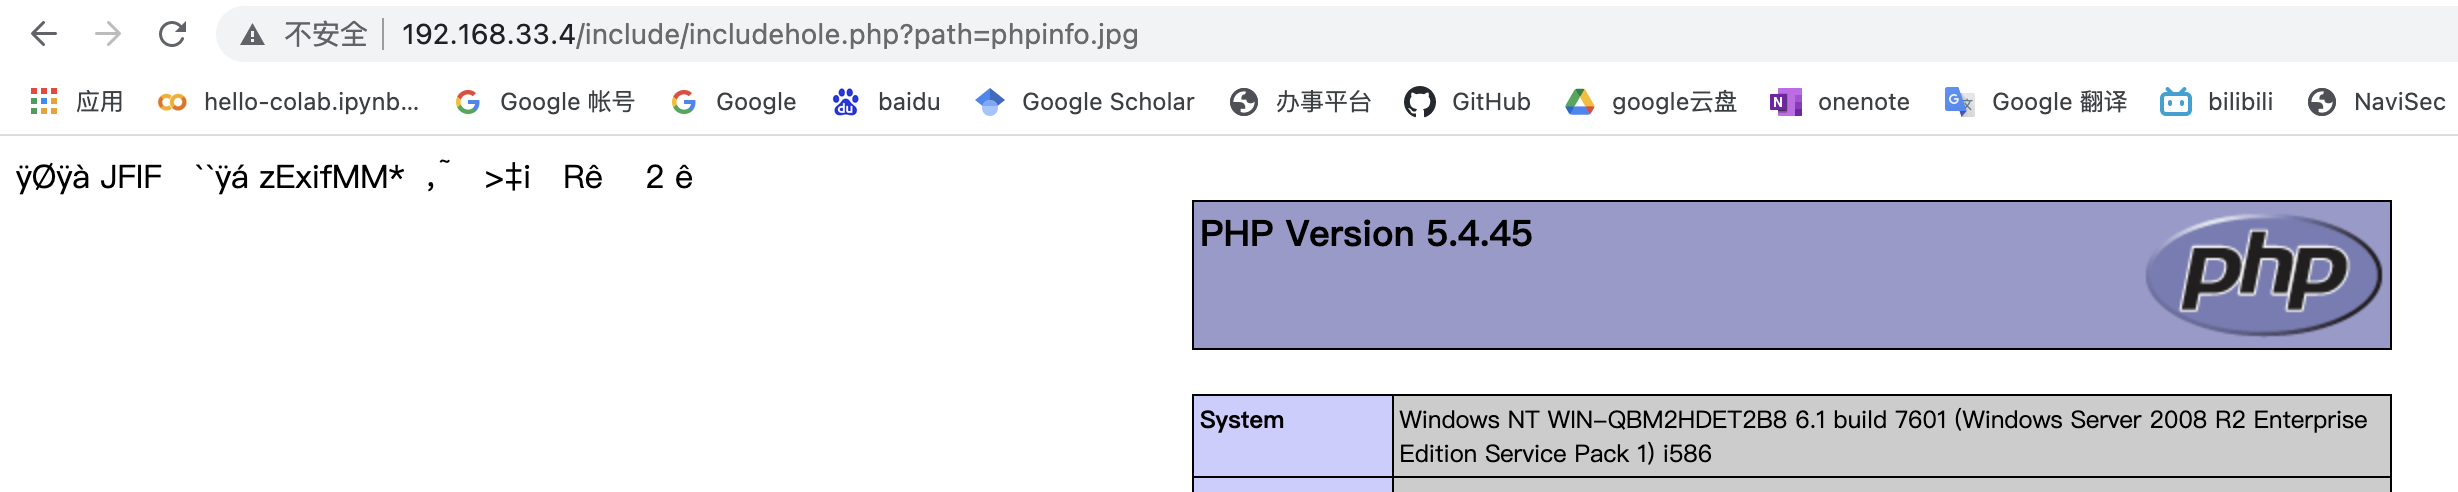 不安全 192.168.33.4/include/includehole.php?path=phpinfo.jpg
应用 hello-colab.ipynb... Google 帐号 Google baidu Google Scholar 办事平台 GitHub google云盘 onenote Google 翻译 bilibili NaviSec
ÿØÿà JFIF ``ÿá zExifMM* ,˜ >‡i Rê 2 ê
PHP Version 5.4.45
php
System Windows NT WIN-QBM2HDET2B8 6.1 build 7601 (Windows Server 2008 R2 Enterprise
Edition Service Pack 1) i586